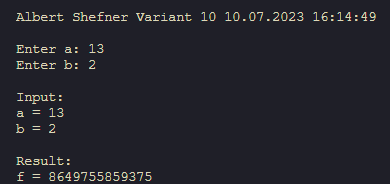 Albert Shefner Variant 10 10.07.2023 16:14:49
Enter a: 13
Enter b: 2
Input:
a = 13
b = 2
Result:
f = 8649755859375